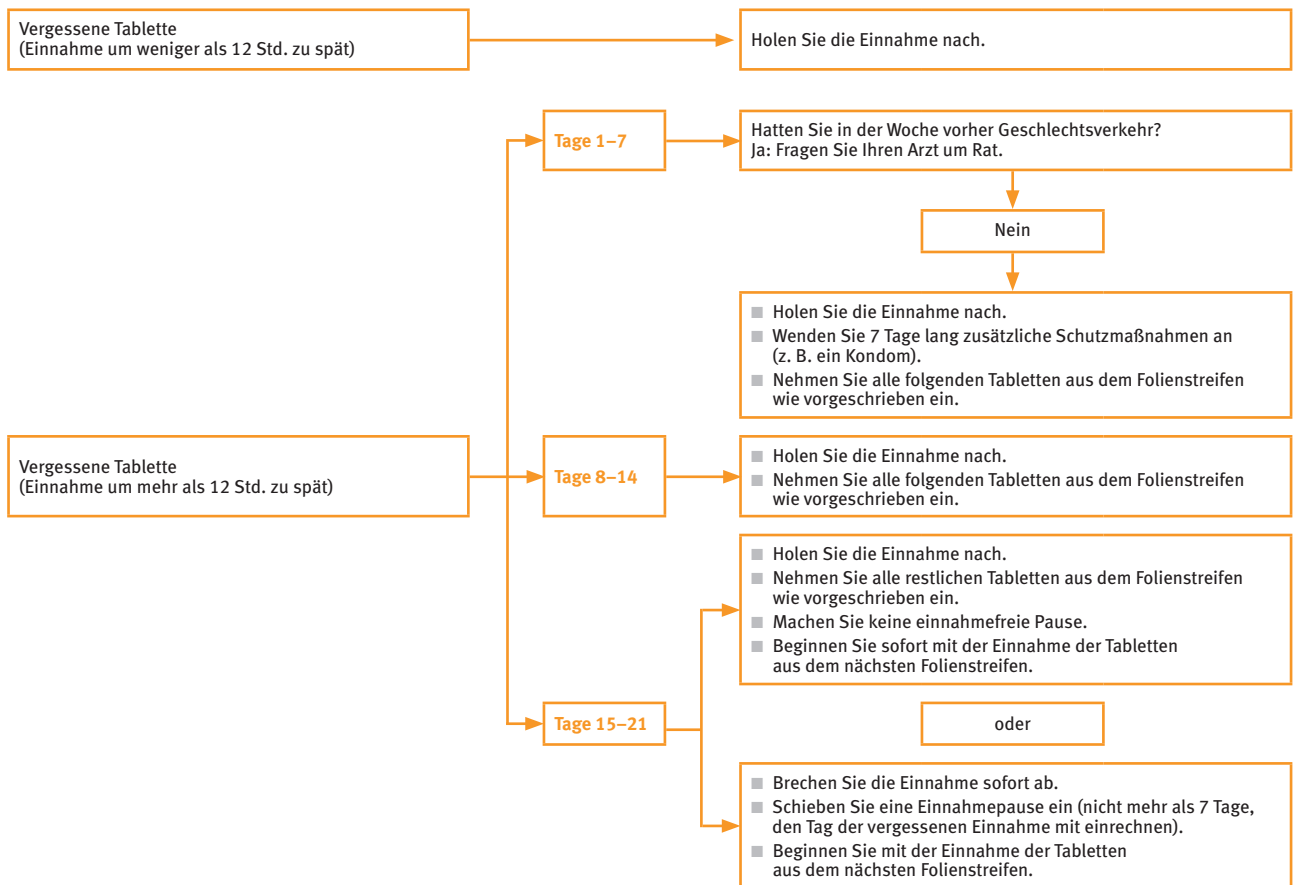 Vergessene Tablette
(Einnahme um weniger als 12 Std. zu spät)
Holen Sie die Einnahme nach.
Tage 1–7
Hatten Sie in der Woche vorher Geschlechtsverkehr?
Ja: Fragen Sie Ihren Arzt um Rat.
Nein
Holen Sie die Einnahme nach.
Wenden Sie 7 Tage lang zusätzliche Schutzmaßnahmen an
(z. B. ein Kondom).
Nehmen Sie alle folgenden Tabletten aus dem Folienstreifen
wie vorgeschrieben ein.
Vergessene Tablette
(Einnahme um mehr als 12 Std. zu spät)
Tage 8–14
Holen Sie die Einnahme nach.
Nehmen Sie alle folgenden Tabletten aus dem Folienstreifen
wie vorgeschrieben ein.
Tage 15–21
Holen Sie die Einnahme nach.
Nehmen Sie alle restlichen Tabletten aus dem Folienstreifen
wie vorgeschrieben ein.
Machen Sie keine einnahmefreie Pause.
Beginnen Sie sofort mit der Einnahme der Tabletten
aus dem nächsten Folienstreifen.
oder
Brechen Sie die Einnahme sofort ab.
Schieben Sie eine Einnahmepause ein (nicht mehr als 7 Tage,
den Tag der vergessenen Einnahme mit einrechnen).
Beginnen Sie mit der Einnahme der Tabletten
aus dem nächsten Folienstreifen.